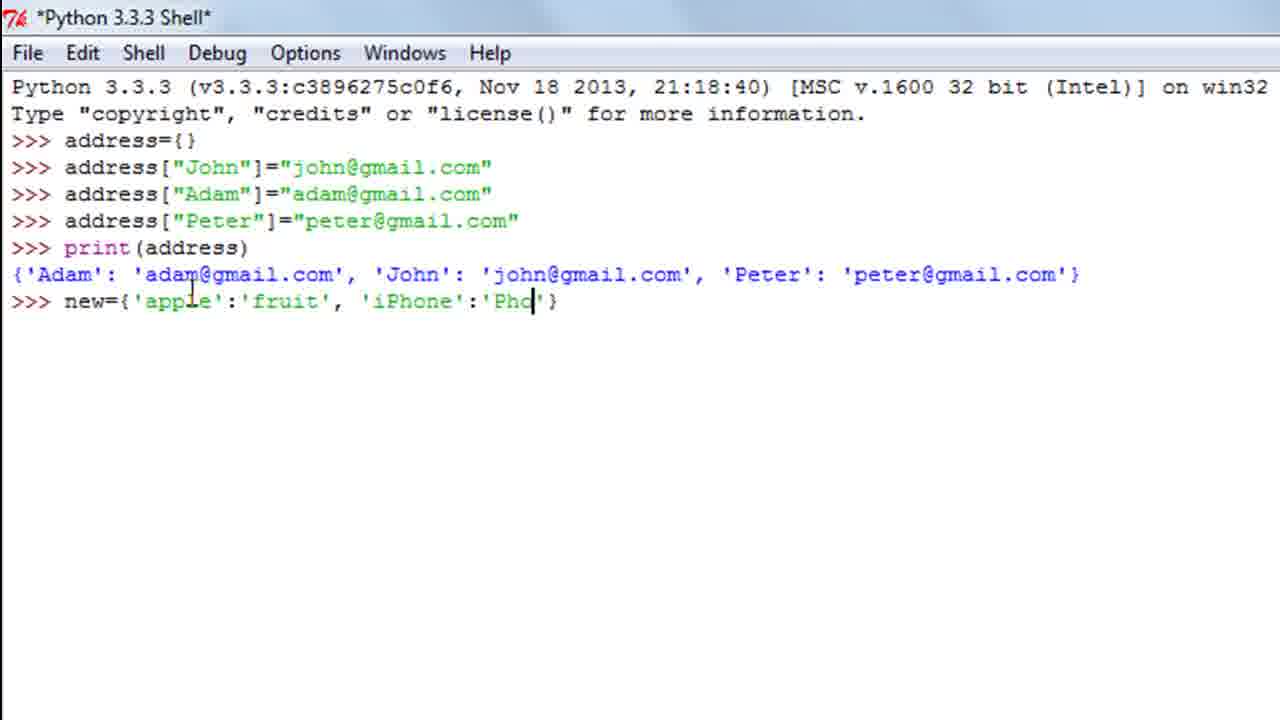 *Python 3.3.3 Shell*
File Edit Shell Debug Options Windows Help
Python 3.3.3 (v3.3.3:c3896275c0f6, Nov 18 2013, 21:18:40) [MSC v.1600 32 bit (Intel)] on win32
Type "copyright", "credits" or "license()" for more information.
>>> address={}
>>> address["John"]="john@gmail.com"
>>> address["Adam"]="adam@gmail.com"
>>> address["Peter"]="peter@gmail.com"
>>> print(address)
{'Adam': 'adam@gmail.com', 'John': 'john@gmail.com', 'Peter': 'peter@gmail.com'}
>>> new={'apple':'fruit', 'iPhone':'Pho'}